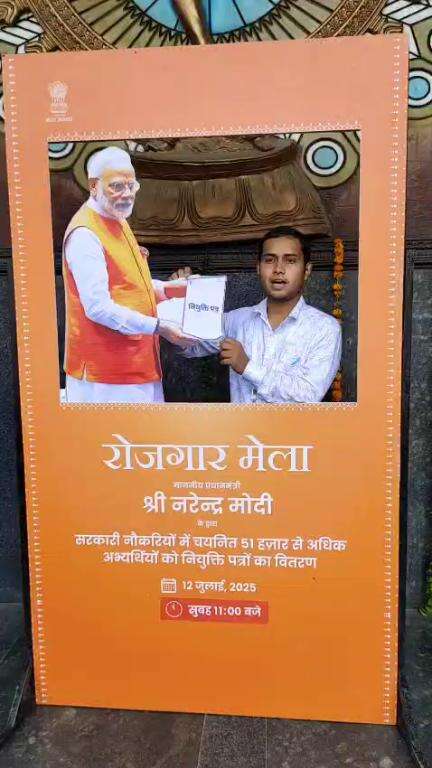 नियुक्ति पत्र
रोजगार मेला
माननीय प्रधानमंत्री
श्री नरेन्द्र मोदी
के द्वारा
सरकारी नौकरियों में चयनित 51 हज़ार से अधिक
अभ्यर्थियों को नियुक्ति पत्रों का वितरण
12 जुलाई, 2025
सुबह 11:00 बजे